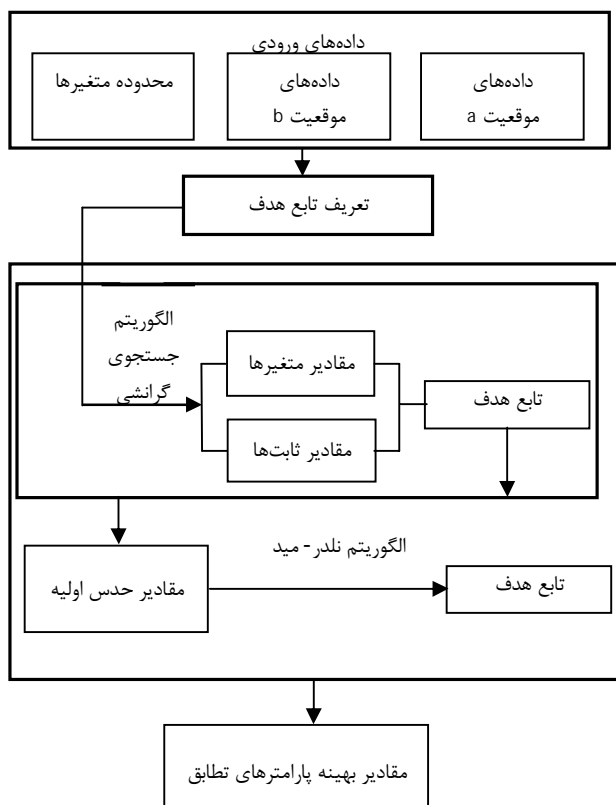 داده‌های ورودی
داده‌های
موقعیت a
داده‌های
موقعیت b
محدوده متغیرها
تعریف تابع هدف
الگوریتم
جستجوی
گرانشی
مقادیر متغیرها
مقادیر ثابت‌ها
تابع هدف
الگوریتم نلدر- مید
مقادیر حدس اولیه
تابع هدف
مقادیر بهینه پارامترهای تطابق